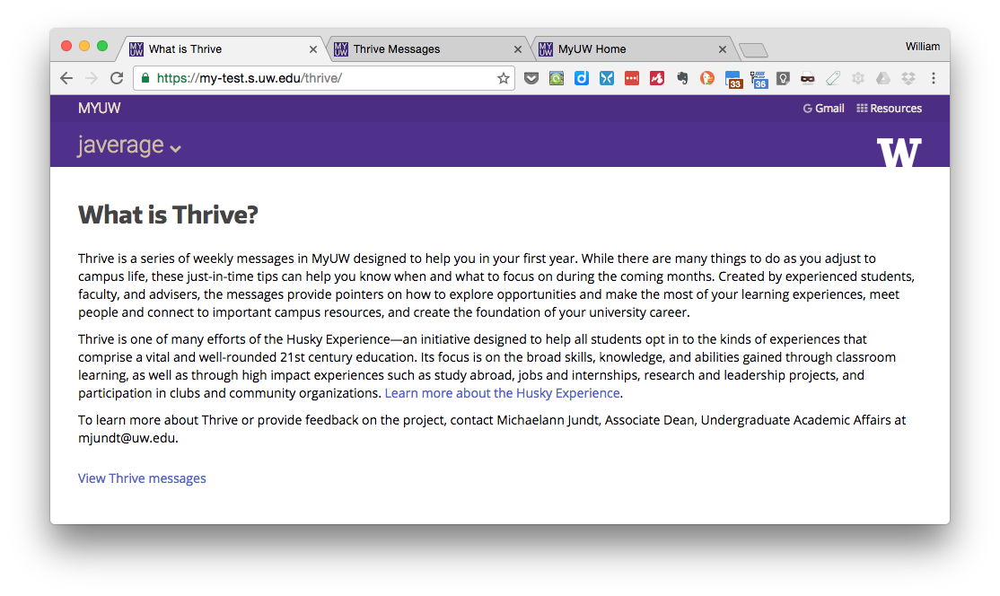 What is Thrive
Thrive Messages
MyUW Home
William
https://my-test.s.uw.edu/thrive/
33
36
MYUW
G Gmail
Resources
javerage
W
What is Thrive?
Thrive is a series of weekly messages in MyUW designed to help you in your first year. While there are many things to do as you adjust to
campus life, these just-in-time tips can help you know when and what to focus on during the coming months. Created by experienced students,
faculty, and advisers, the messages provide pointers on how to explore opportunities and make the most of your learning experiences, meet
people and connect to important campus resources, and create the foundation of your university career.
Thrive is one of many efforts of the Husky Experience—an initiative designed to help all students opt in to the kinds of experiences that
comprise a vital and well-rounded 21st century education. Its focus is on the broad skills, knowledge, and abilities gained through classroom
learning, as well as through high impact experiences such as study abroad, jobs and internships, research and leadership projects, and
participation in clubs and community organizations. Learn more about the Husky Experience.
To learn more about Thrive or provide feedback on the project, contact Michaelann Jundt, Associate Dean, Undergraduate Academic Affairs at
mjundt@uw.edu.
View Thrive messages